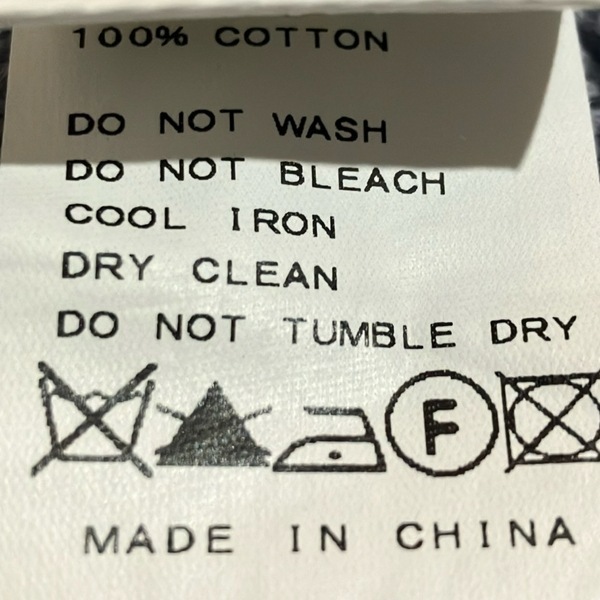 100% COTTON
DO NOT WASH
DO NOT BLEACH
COOL IRON
DRY CLEAN
DO NOT TUMBLE DRY
F
MADE IN CHINA